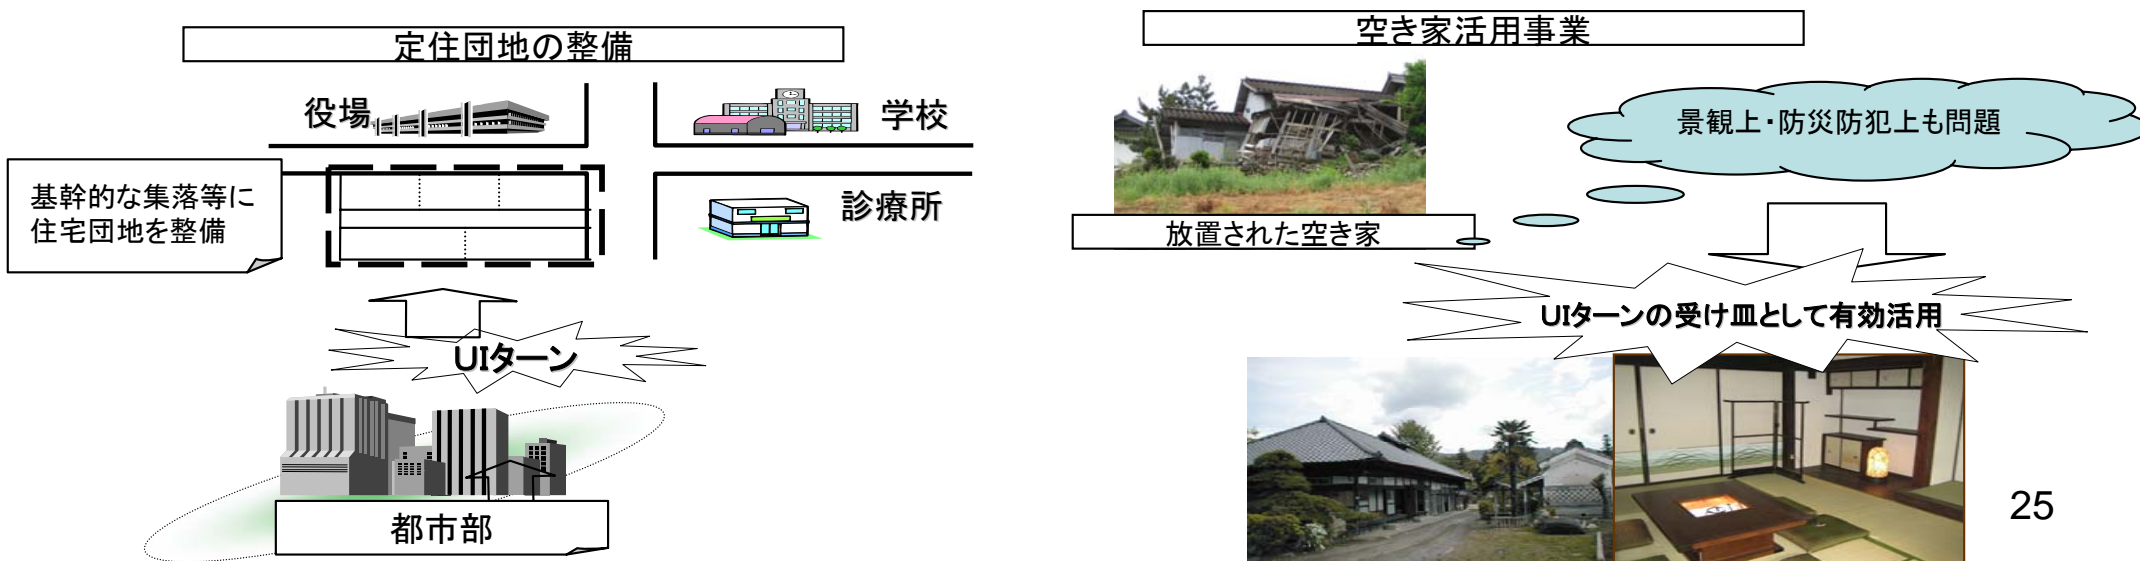 定住団地の整備
役場
学校
基幹的な集落等に
住宅団地を整備
診療所
UIターン
都市部
空き家活用事業
景観上・防災防犯上も問題
放置された空き家
UIターンの受け皿として有効活用
25